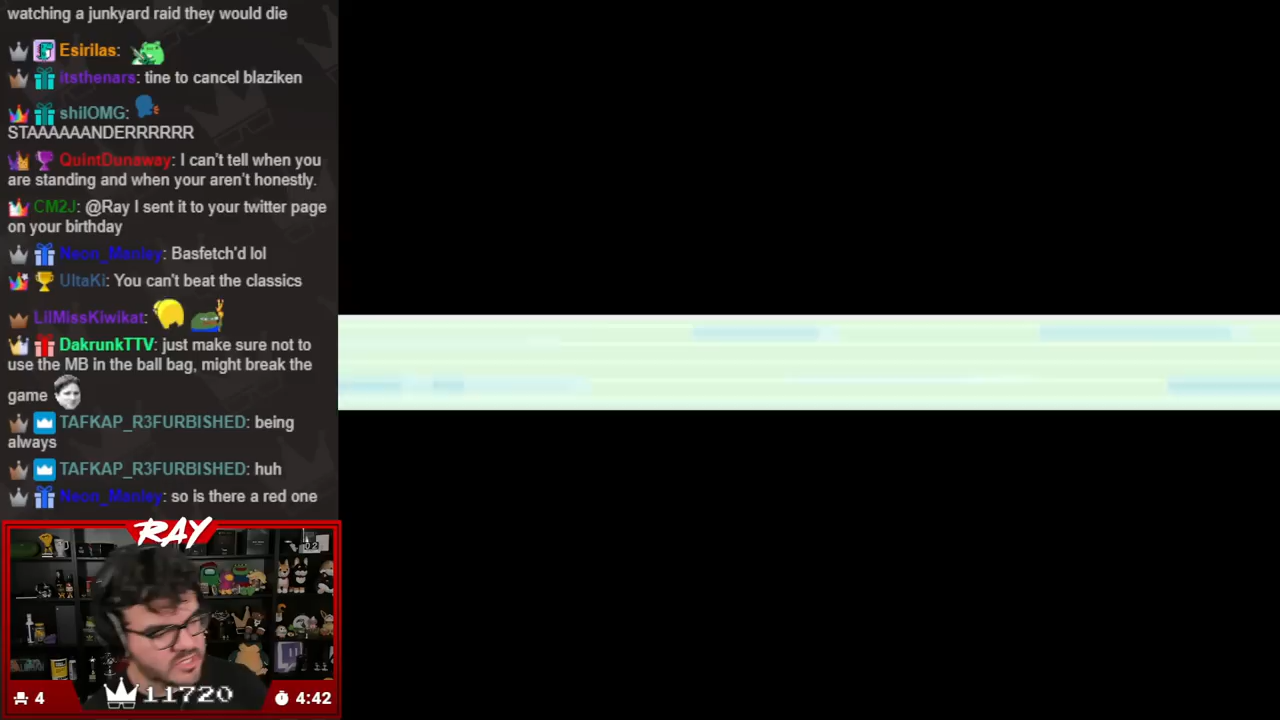 watching a junkyard raid they would die
Esirilas:
itsthenars: tine to cancel blaziken
shilOMG:
STAAAAAANDERRRRRR
QuintDunaway: I can't tell when you
are standing and when your aren't honestly.
CM2J: @Ray I sent it to your twitter page
on your birthday
Neon_Manley: Basfetch'd lol
UltaKi: You can't beat the classics
LilMissKiwikat:
DakrunkTTV: just make sure not to
use the MB in the ball bag, might break the
game
TAFKAP_R3FURBISHED: being
always
TAFKAP_R3FURBISHED: huh
Neon_Manley: so is there a red one
RAY
4 11720 4:42